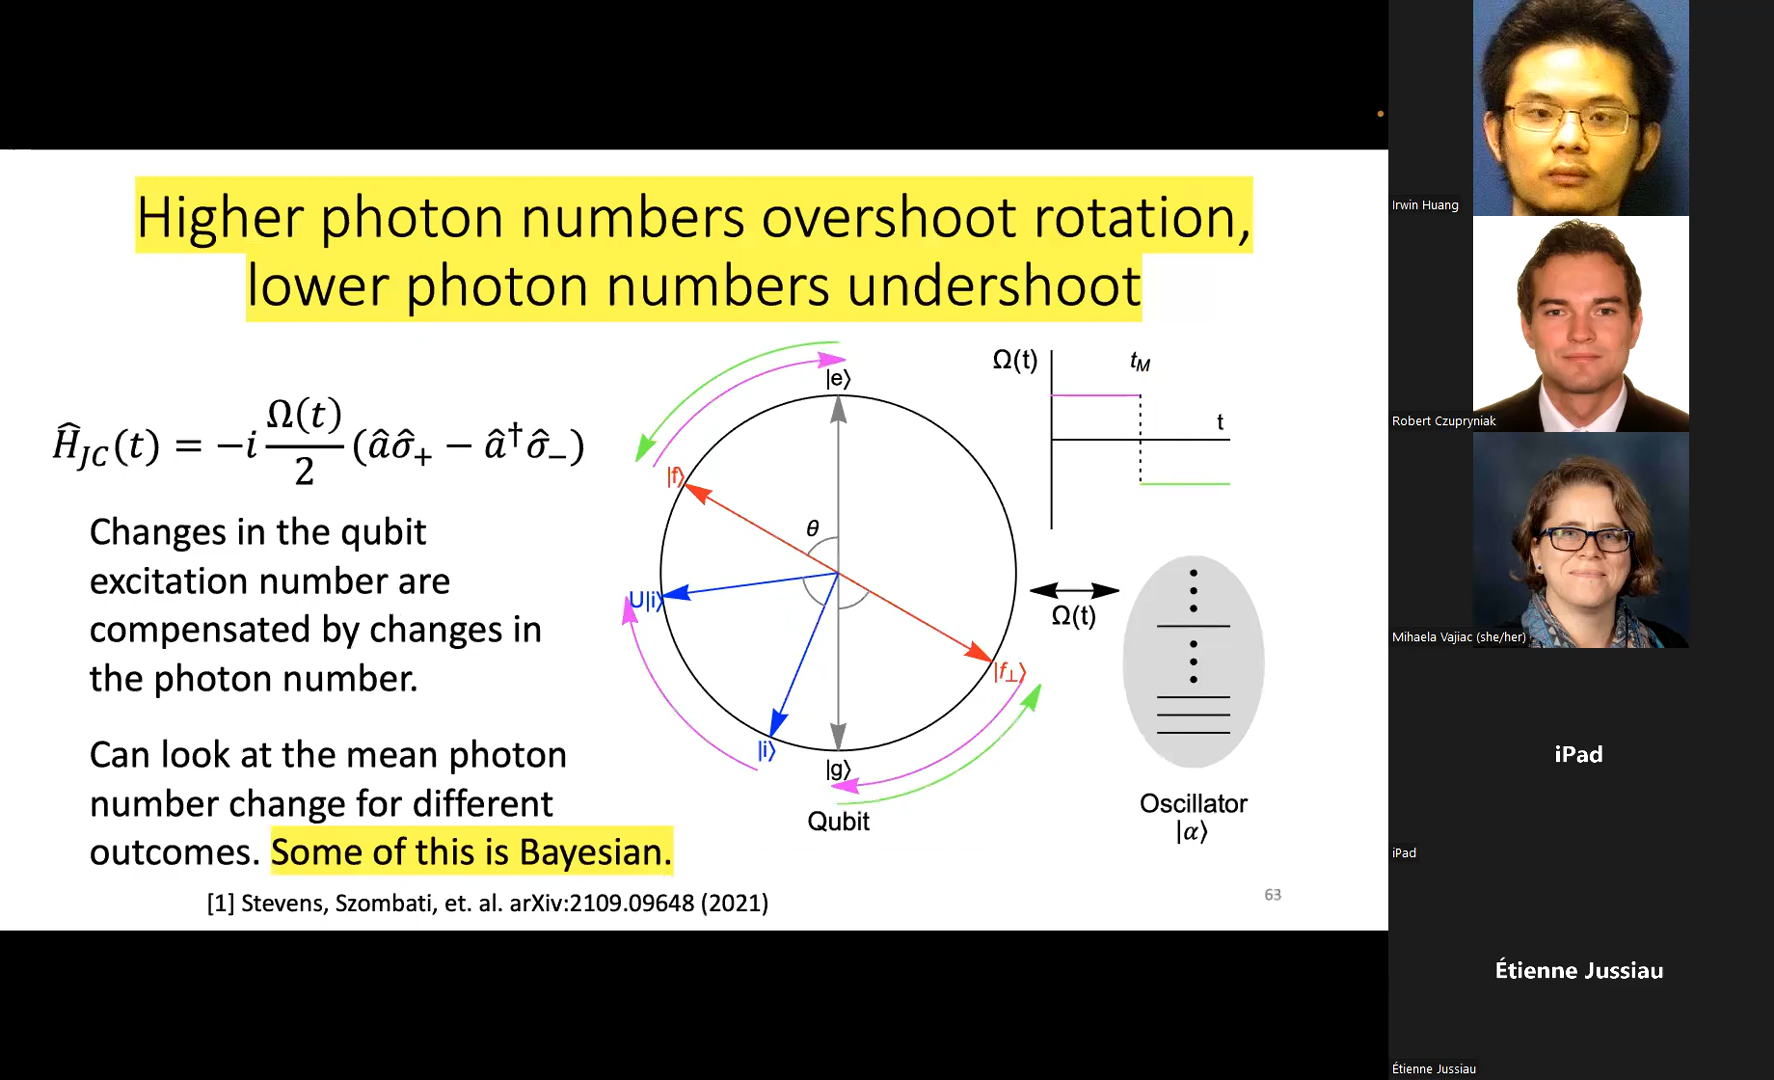 Higher photon numbers overshoot rotation,
lower photon numbers undershoot
Ĥ_JC(t) = −i Ω(t)/2 (âσ̂₊ − â†σ̂₋)
Changes in the qubit
excitation number are
compensated by changes in
the photon number.
Can look at the mean photon
number change for different
outcomes. Some of this is Bayesian.
[1] Stevens, Szombati, et. al. arXiv:2109.09648 (2021)
|e⟩
|f⟩
θ
U|i⟩
|f⊥⟩
|i⟩
|g⟩
Qubit
Ω(t)
t_M
t
Ω(t)
Oscillator
|α⟩
63
Irwin Huang
Robert Czupryniak
Mihaela Vajiac (she/her)
iPad
iPad
Étienne Jussiau
Étienne Jussiau